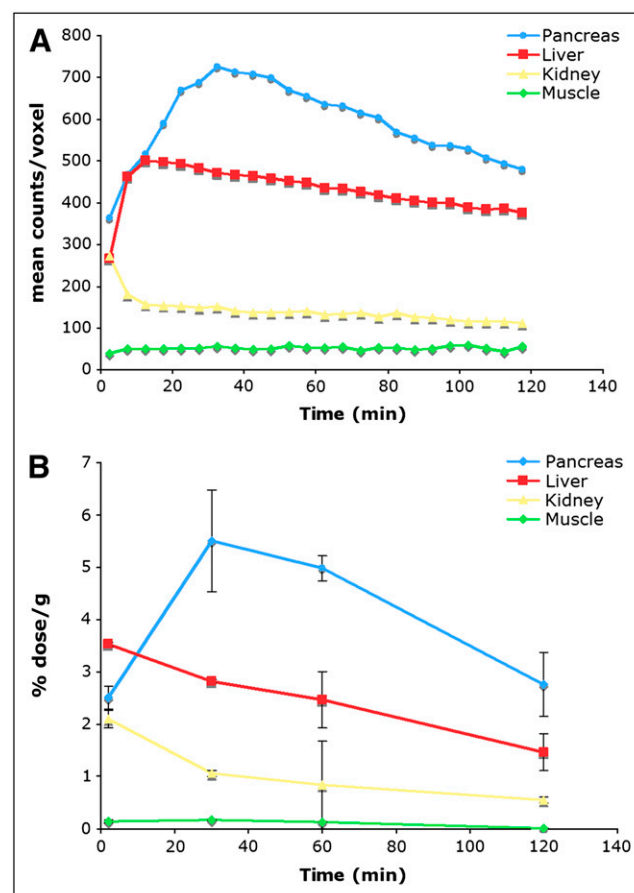 A
800
700
600
500
400
300
200
100
0
mean counts/voxel
0 20 40 60 80 100 120 140
Time (min)
Pancreas
Liver
Kidney
Muscle
B
7
6
5
4
3
2
1
0
% dose/g
0 20 40 60 80 100 120 140
Time (min)
Pancreas
Liver
Kidney
Muscle